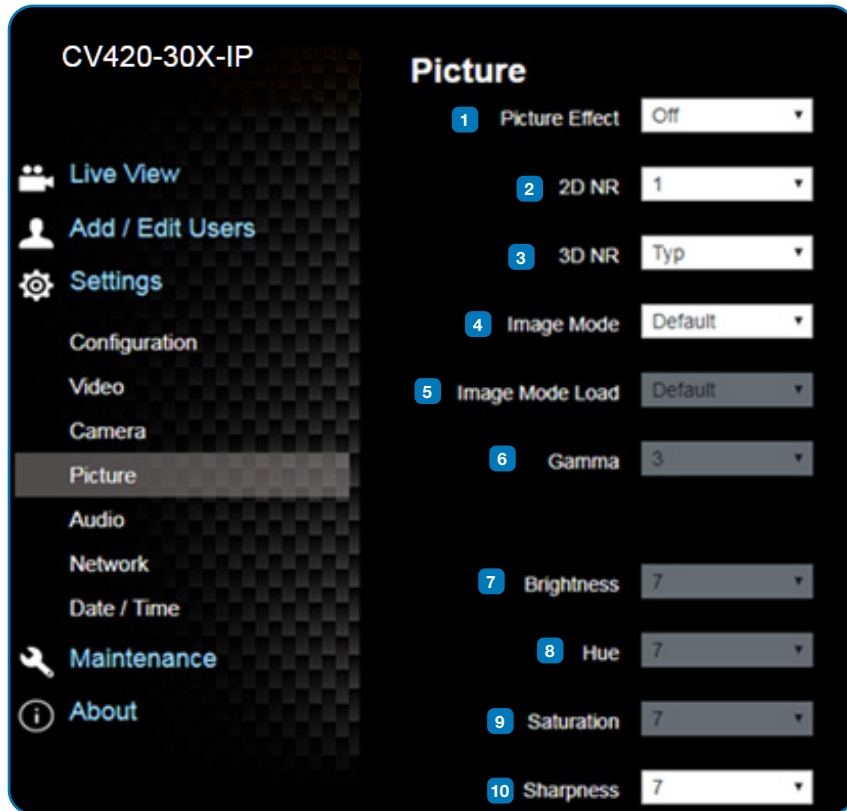 CV420-30X-IP
Live View
Add / Edit Users
Settings
Configuration
Video
Camera
Picture
Audio
Network
Date / Time
Maintenance
About
Picture
1 Picture Effect Off
2 2D NR 1
3 3D NR Typ
4 Image Mode Default
5 Image Mode Load Default
6 Gamma 3
7 Brightness 7
8 Hue 7
9 Saturation 7
10 Sharpness 7